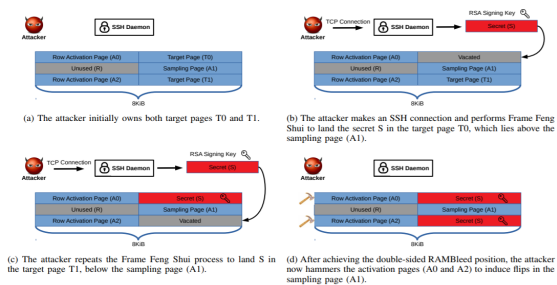 Attacker
SSH Daemon
Row Activation Page (A0) Target Page (T0)
Unused (R) Sampling Page (A1)
Row Activation Page (A2) Target Page (T1)
8KiB
(a) The attacker initially owns both target pages T0 and T1.
RSA Signing Key
Attacker TCP Connection SSH Daemon Secret (S)
Row Activation Page (A0) Vacated
Unused (R) Sampling Page (A1)
Row Activation Page (A2) Target Page (T1)
8KiB
(b) The attacker makes an SSH connection and performs Frame Feng
Shui to land the secret S in the target page T0, which lies above the
sampling page (A1).
RSA Signing Key
Attacker TCP Connection SSH Daemon Secret (S)
Row Activation Page (A0) Secret (S)
Unused (R) Sampling Page (A1)
Row Activation Page (A2) Vacated
8KiB
(c) The attacker repeats the Frame Feng Shui process to land S in
the target page T1, below the sampling page (A1).
Attacker
SSH Daemon
Row Activation Page (A0) Secret (S)
Unused (R) Sampling Page (A1)
Row Activation Page (A2) Secret (S)
8KiB
(d) After achieving the double-sided RAMBleed position, the attacker
now hammers the activation pages (A0 and A2) to induce flips in the
sampling page (A1).